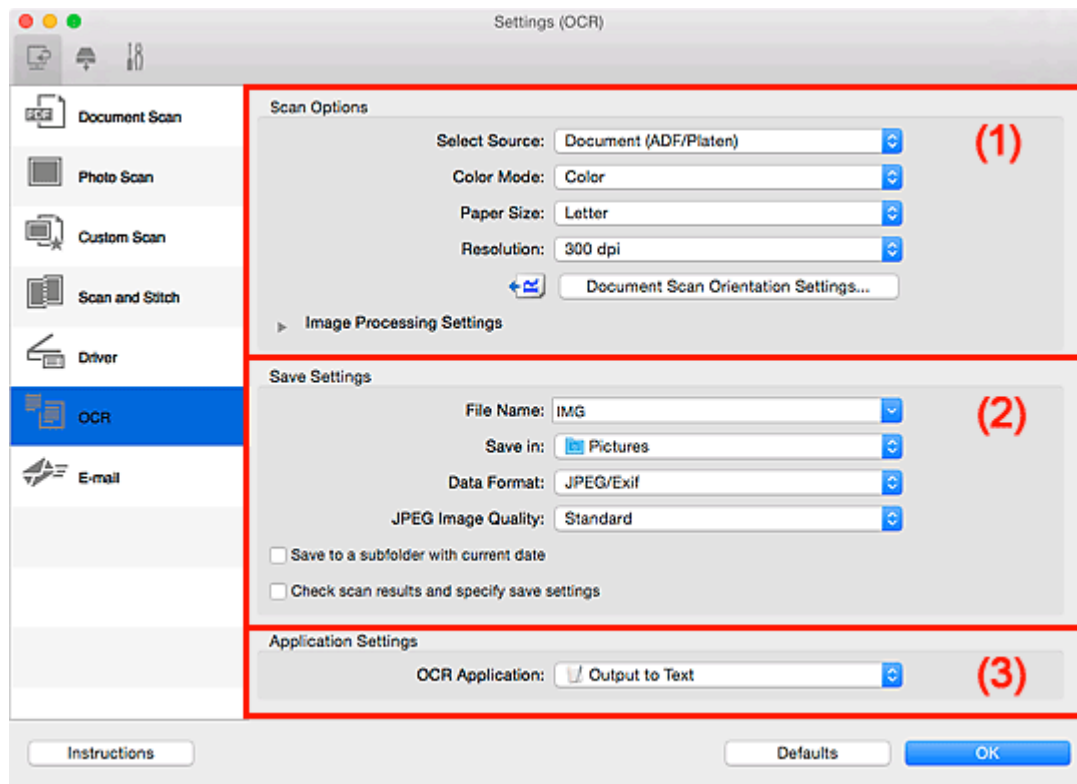 Settings (OCR)
Document Scan
Photo Scan
Custom Scan
Scan and Stitch
Driver
OCR
E-mail
Scan Options
(1)
Select Source: Document (ADF/Platen)
Color Mode: Color
Paper Size: Letter
Resolution: 300 dpi
Document Scan Orientation Settings...
Image Processing Settings
Save Settings
(2)
File Name: IMG
Save in: Pictures
Data Format: JPEG/Exif
JPEG Image Quality: Standard
Save to a subfolder with current date
Check scan results and specify save settings
Application Settings
(3)
OCR Application: Output to Text
Instructions Defaults OK